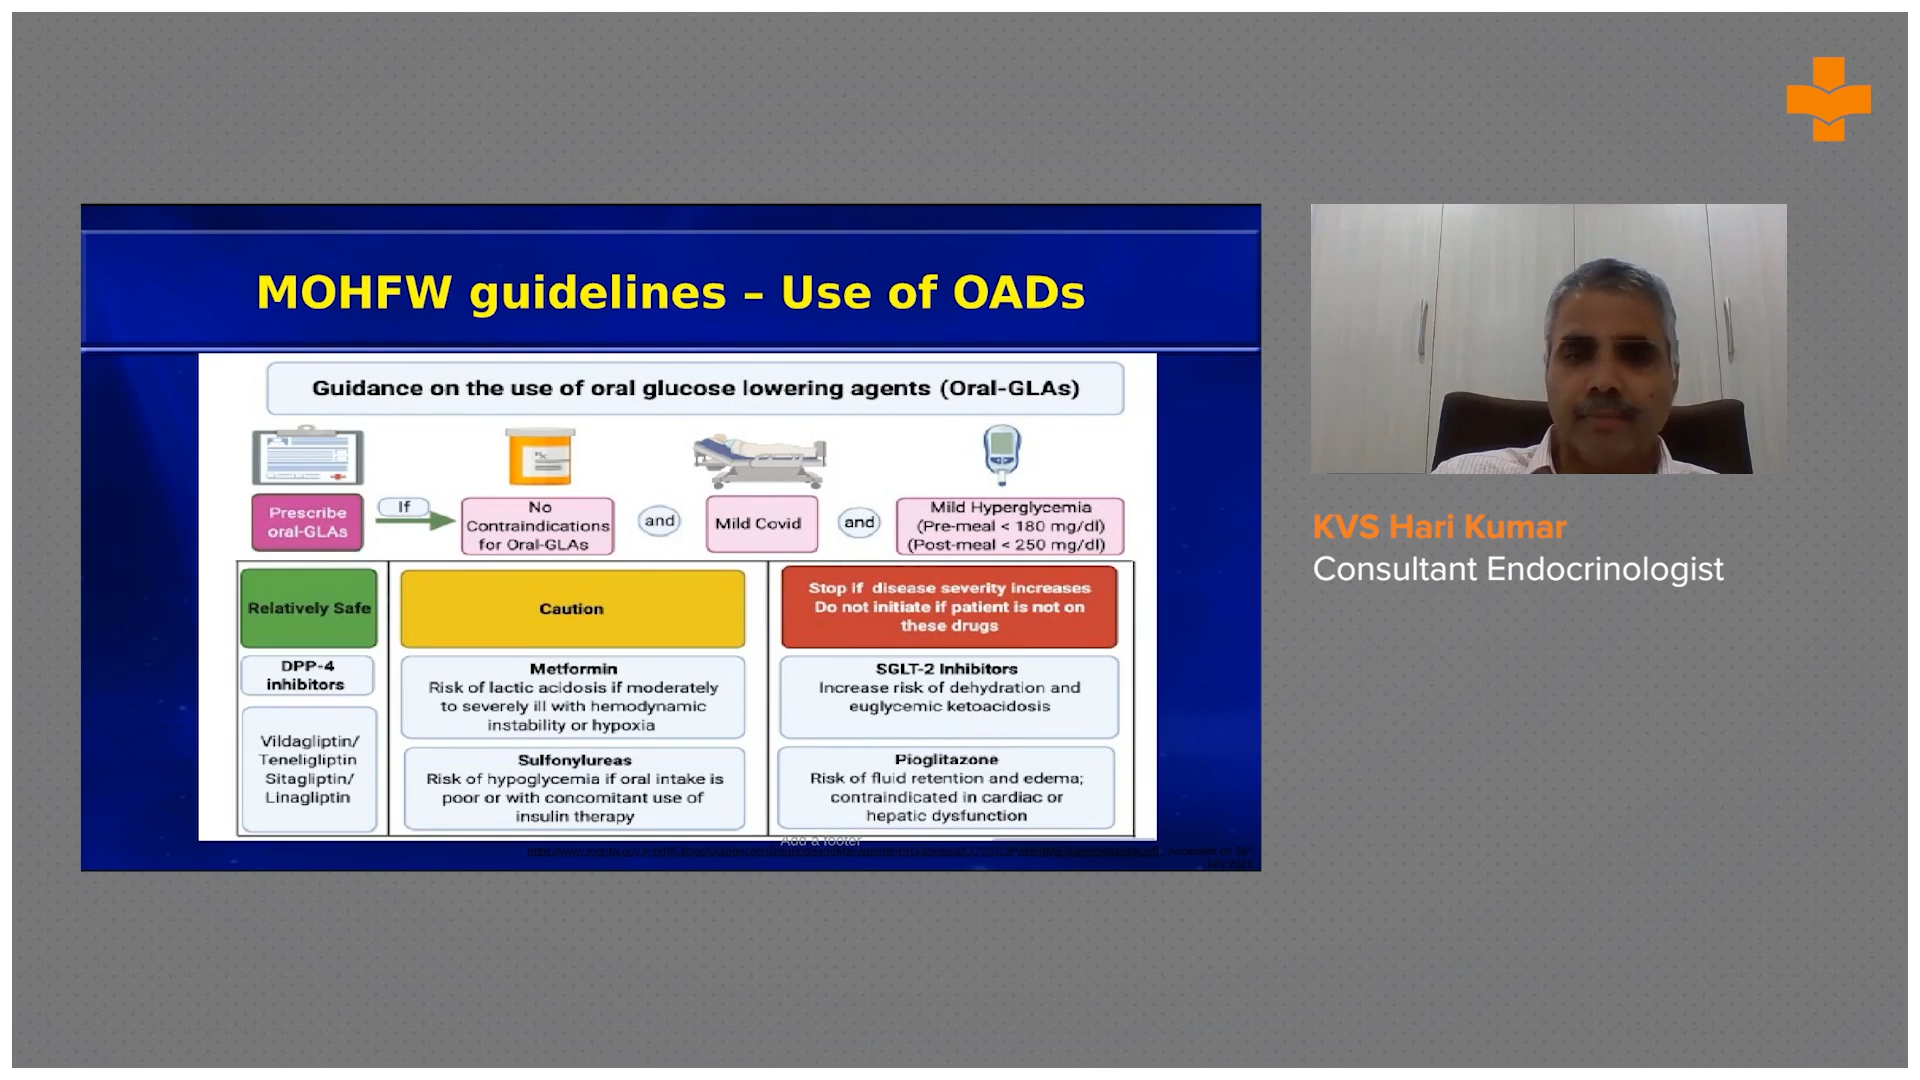 MOHFW guidelines – Use of OADs
Guidance on the use of oral glucose lowering agents (Oral-GLAs)
Rx
Prescribe
oral-GLAs
If
No
Contraindications
for Oral-GLAs
and
Mild Covid
and
Mild Hyperglycemia
(Pre-meal < 180 mg/dl)
(Post-meal < 250 mg/dl)
Relatively Safe
Caution
Stop if disease severity increases
Do not initiate if patient is not on
these drugs
DPP-4
inhibitors
Vildagliptin/
Teneligliptin
Sitagliptin/
Linagliptin
Metformin
Risk of lactic acidosis if moderately
to severely ill with hemodynamic
instability or hypoxia
Sulfonylureas
Risk of hypoglycemia if oral intake is
poor or with concomitant use of
insulin therapy
SGLT-2 Inhibitors
Increase risk of dehydration and
euglycemic ketoacidosis
Pioglitazone
Risk of fluid retention and edema;
contraindicated in cardiac or
hepatic dysfunction
Add a footer
KVS Hari Kumar
Consultant Endocrinologist